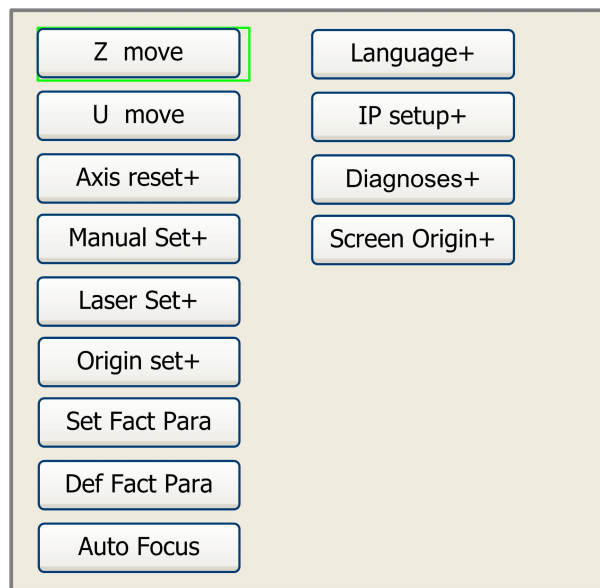 Z move
U move
Axis reset+
Manual Set+
Laser Set+
Origin set+
Set Fact Para
Def Fact Para
Auto Focus
Language+
IP setup+
Diagnoses+
Screen Origin+